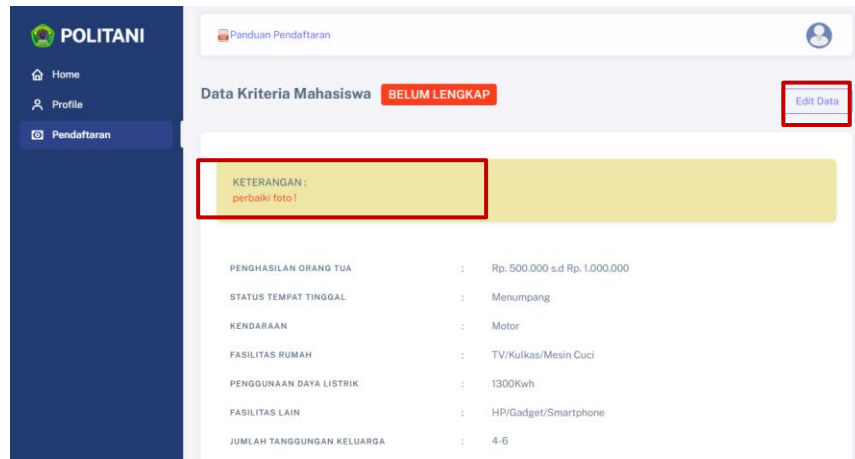 POLITANI
Home
Profile
Pendaftaran
Panduan Pendaftaran
Data Kriteria Mahasiswa BELUM LENGKAP
Edit Data
KETERANGAN :
perbaiki foto !
PENGHASILAN ORANG TUA : Rp. 500.000 s.d Rp. 1.000.000
STATUS TEMPAT TINGGAL : Menumpang
KENDARAAN : Motor
FASILITAS RUMAH : TV/Kulkas/Mesin Cuci
PENGGUNAAN DAYA LISTRIK : 1300Kwh
FASILITAS LAIN : HP/Gadget/Smartphone
JUMLAH TANGGUNGAN KELUARGA : 4-6